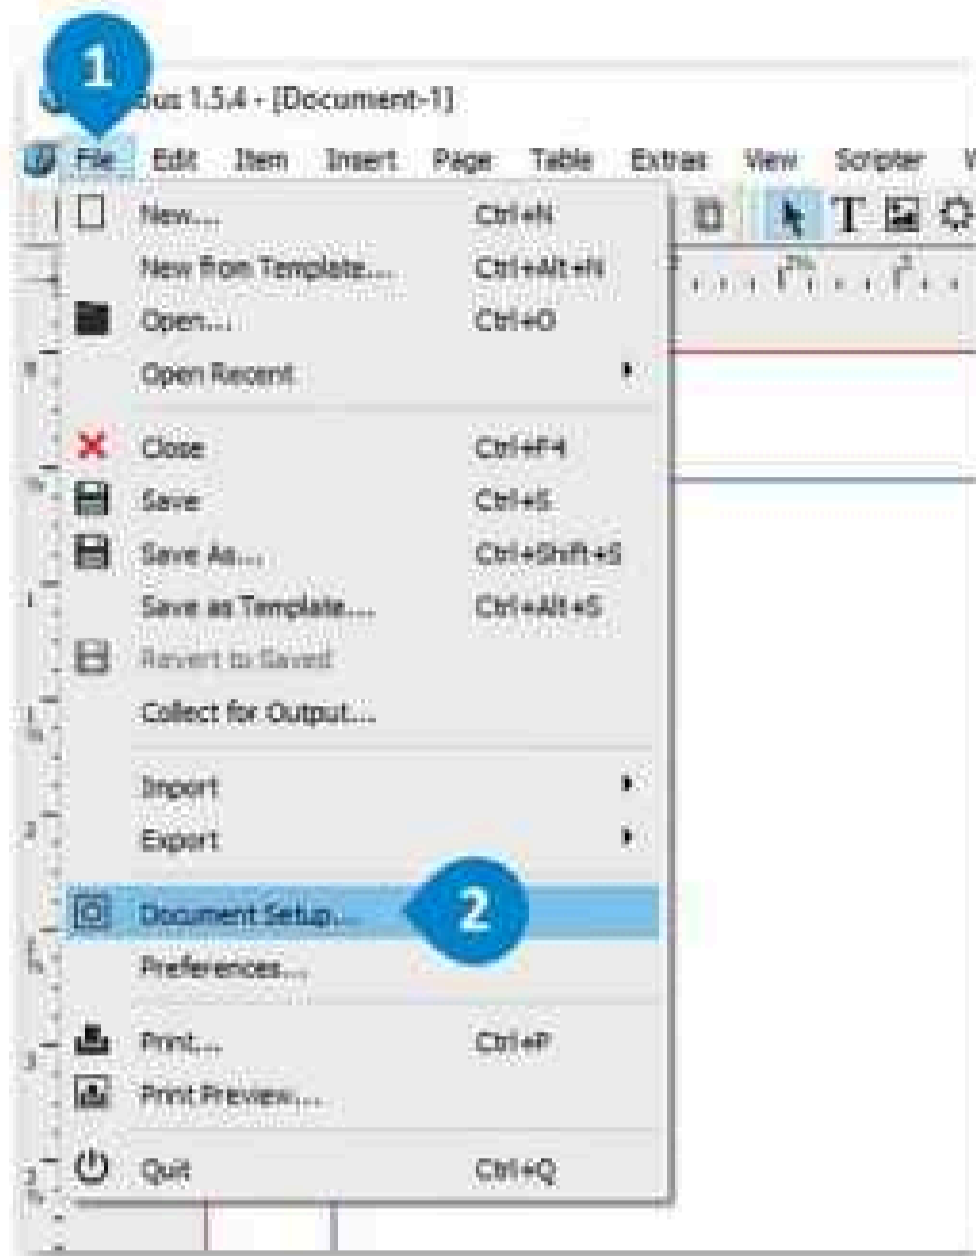 1
bus 1.5.4 - [Document-1]
File Edit Item Insert Page Table Extras View Scripter
New.... Ctrl+N
New from Template.... Ctrl+Alt+N
Open... Ctrl+O
Open Recent
Close Ctrl+F4
Save Ctrl+S
Save As... Ctrl+Shift+S
Save as Template.... Ctrl+Alt+S
Revert to Saved
Collect for Output...
Import
Export
Document Setup... 2
Preferences...
Print... Ctrl+P
Print Preview...
Quit Ctrl+Q